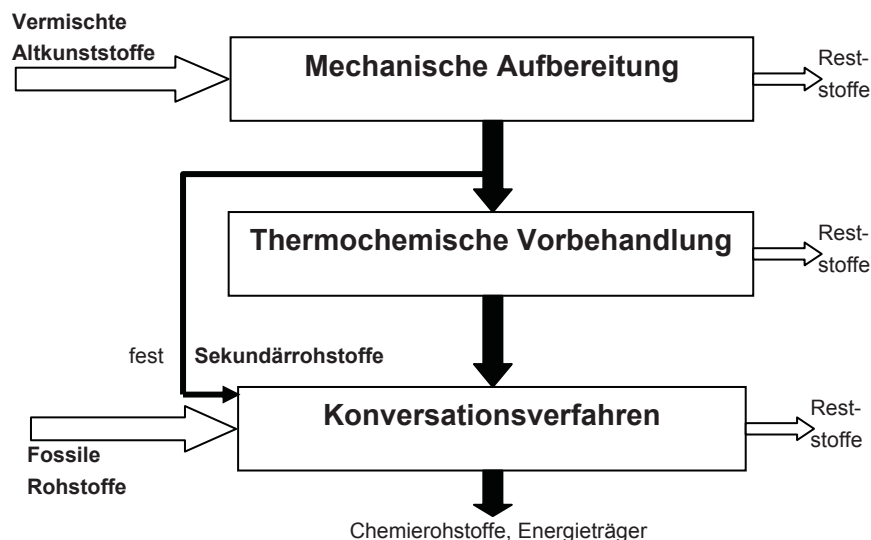 Vermischte
Altkunststoffe
Mechanische Aufbereitung
Rest-
stoffe
Thermochemische Vorbehandlung
Rest-
stoffe
fest
Sekundärrohstoffe
Konversationsverfahren
Rest-
stoffe
Fossile
Rohstoffe
Chemierohstoffe, Energieträger